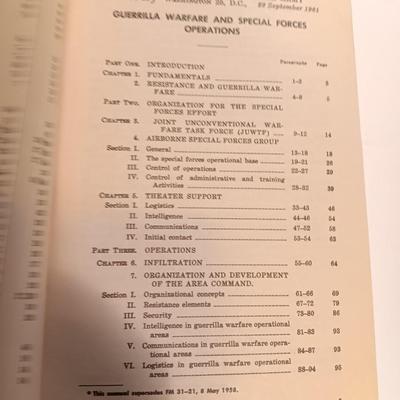 WASHINGTON 25, D.C., 29 September 1961
GUERRILLA WARFARE AND SPECIAL FORCES
OPERATIONS
Paragraphs Page
PART ONE. INTRODUCTION
CHAPTER 1. FUNDAMENTALS 1-3 3
2. RESISTANCE AND GUERRILLA WAR-
FARE 4-8 5
PART TWO. ORGANIZATION FOR THE SPECIAL
FORCES EFFORT
CHAPTER 3. JOINT UNCONVENTIONAL WAR-
FARE TASK FORCE (JUWTF) 9-12 14
4. AIRBORNE SPECIAL FORCES GROUP
Section I. General 13-18 18
II. The special forces operational base 19-21 26
III. Control of operations 22-27 29
IV. Control of administrative and training
Activities 28-32 39
CHAPTER 5. THEATER SUPPORT
Section I. Logistics 33-43 46
II. Intelligence 44-46 54
III. Communications 47-52 58
IV. Initial contact 53-54 63
PART THREE. OPERATIONS
CHAPTER 6. INFILTRATION 55-60 64
7. ORGANIZATION AND DEVELOPMENT
OF THE AREA COMMAND.
Section I. Organizational concepts 61-66 69
II. Resistance elements 67-72 79
III. Security 73-80 86
IV. Intelligence in guerrilla warfare operational
areas 81-83 93
V. Communications in guerrilla warfare opera-
tional areas 84-87 93
VI. Logistics in guerrilla warfare operational areas 88-94 95
* This manual supersedes FM 31-21, 8 May 1958.